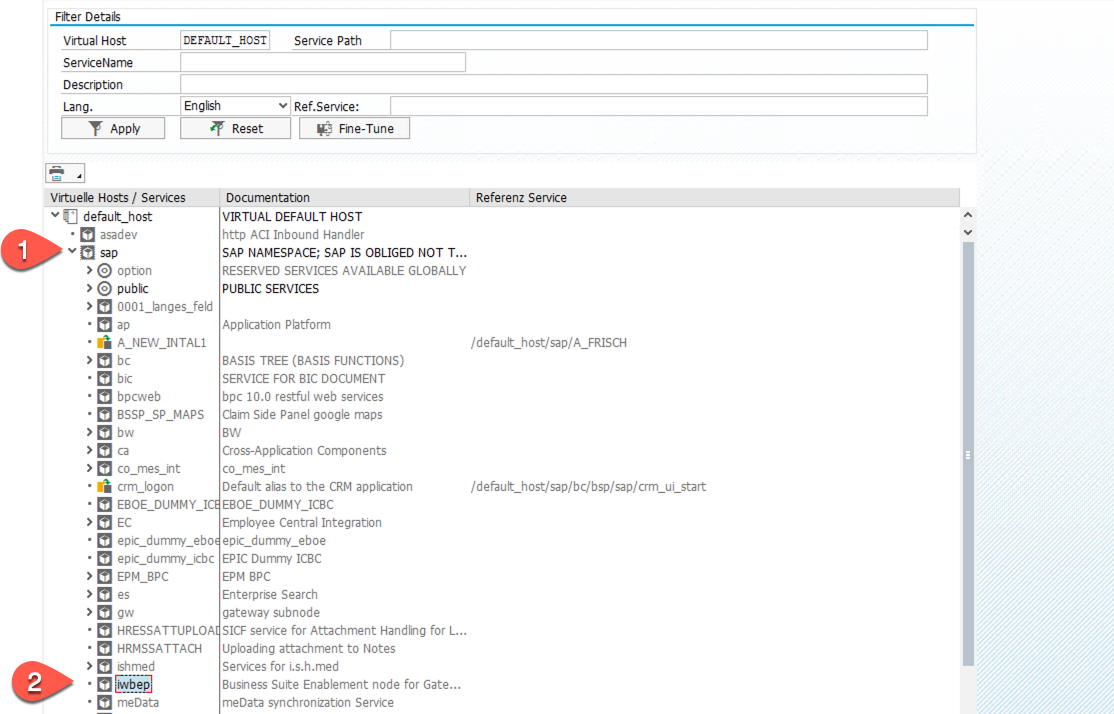 Filter Details
Virtual Host DEFAULT_HOST Service Path
ServiceName
Description
Lang. English Ref.Service:
Apply Reset Fine-Tune
Virtuelle Hosts / Services Documentation Referenz Service
default_host VIRTUAL DEFAULT HOST
asadev http ACI Inbound Handler
1 sap SAP NAMESPACE; SAP IS OBLIGED NOT T...
option RESERVED SERVICES AVAILABLE GLOBALLY
public PUBLIC SERVICES
0001_langes_feld
ap Application Platform
A_NEW_INTAL1 /default_host/sap/A_FRISCH
bc BASIS TREE (BASIS FUNCTIONS)
bic SERVICE FOR BIC DOCUMENT
bpcweb bpc 10.0 restful web services
BSSP_SP_MAPS Claim Side Panel google maps
bw BW
ca Cross-Application Components
co_mes_int co_mes_int
crm_logon Default alias to the CRM application /default_host/sap/bc/bsp/sap/crm_ui_start
EBOE_DUMMY_ICB EBOE_DUMMY_ICBC
EC Employee Central Integration
epic_dummy_eboe epic_dummy_eboe
epic_dummy_icbc EPIC Dummy ICBC
EPM_BPC EPM BPC
es Enterprise Search
gw gateway subnode
HRESSATTUPLOAD SICF service for Attachment Handling for L...
HRMSSATTACH Uploading attachment to Notes
ishmed Services for i.s.h.med
2 iwbep Business Suite Enablement node for Gate...
meData meData synchronization Service